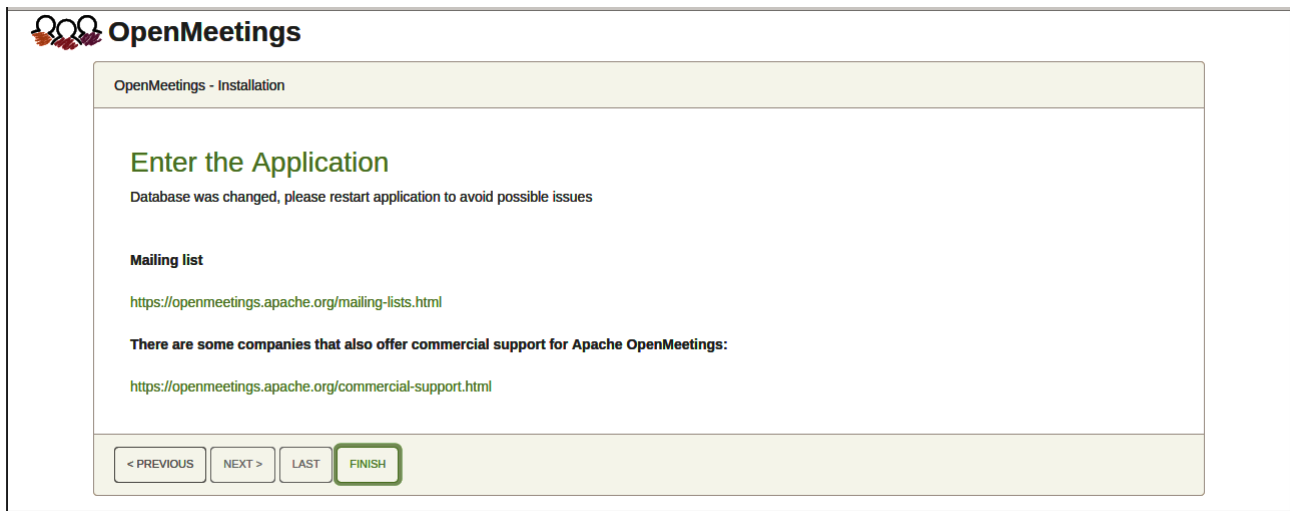 OpenMeetings
OpenMeetings - Installation
Enter the Application
Database was changed, please restart application to avoid possible issues
Mailing list
https://openmeetings.apache.org/mailing-lists.html
There are some companies that also offer commercial support for Apache OpenMeetings:
https://openmeetings.apache.org/commercial-support.html
< PREVIOUS NEXT > LAST FINISH